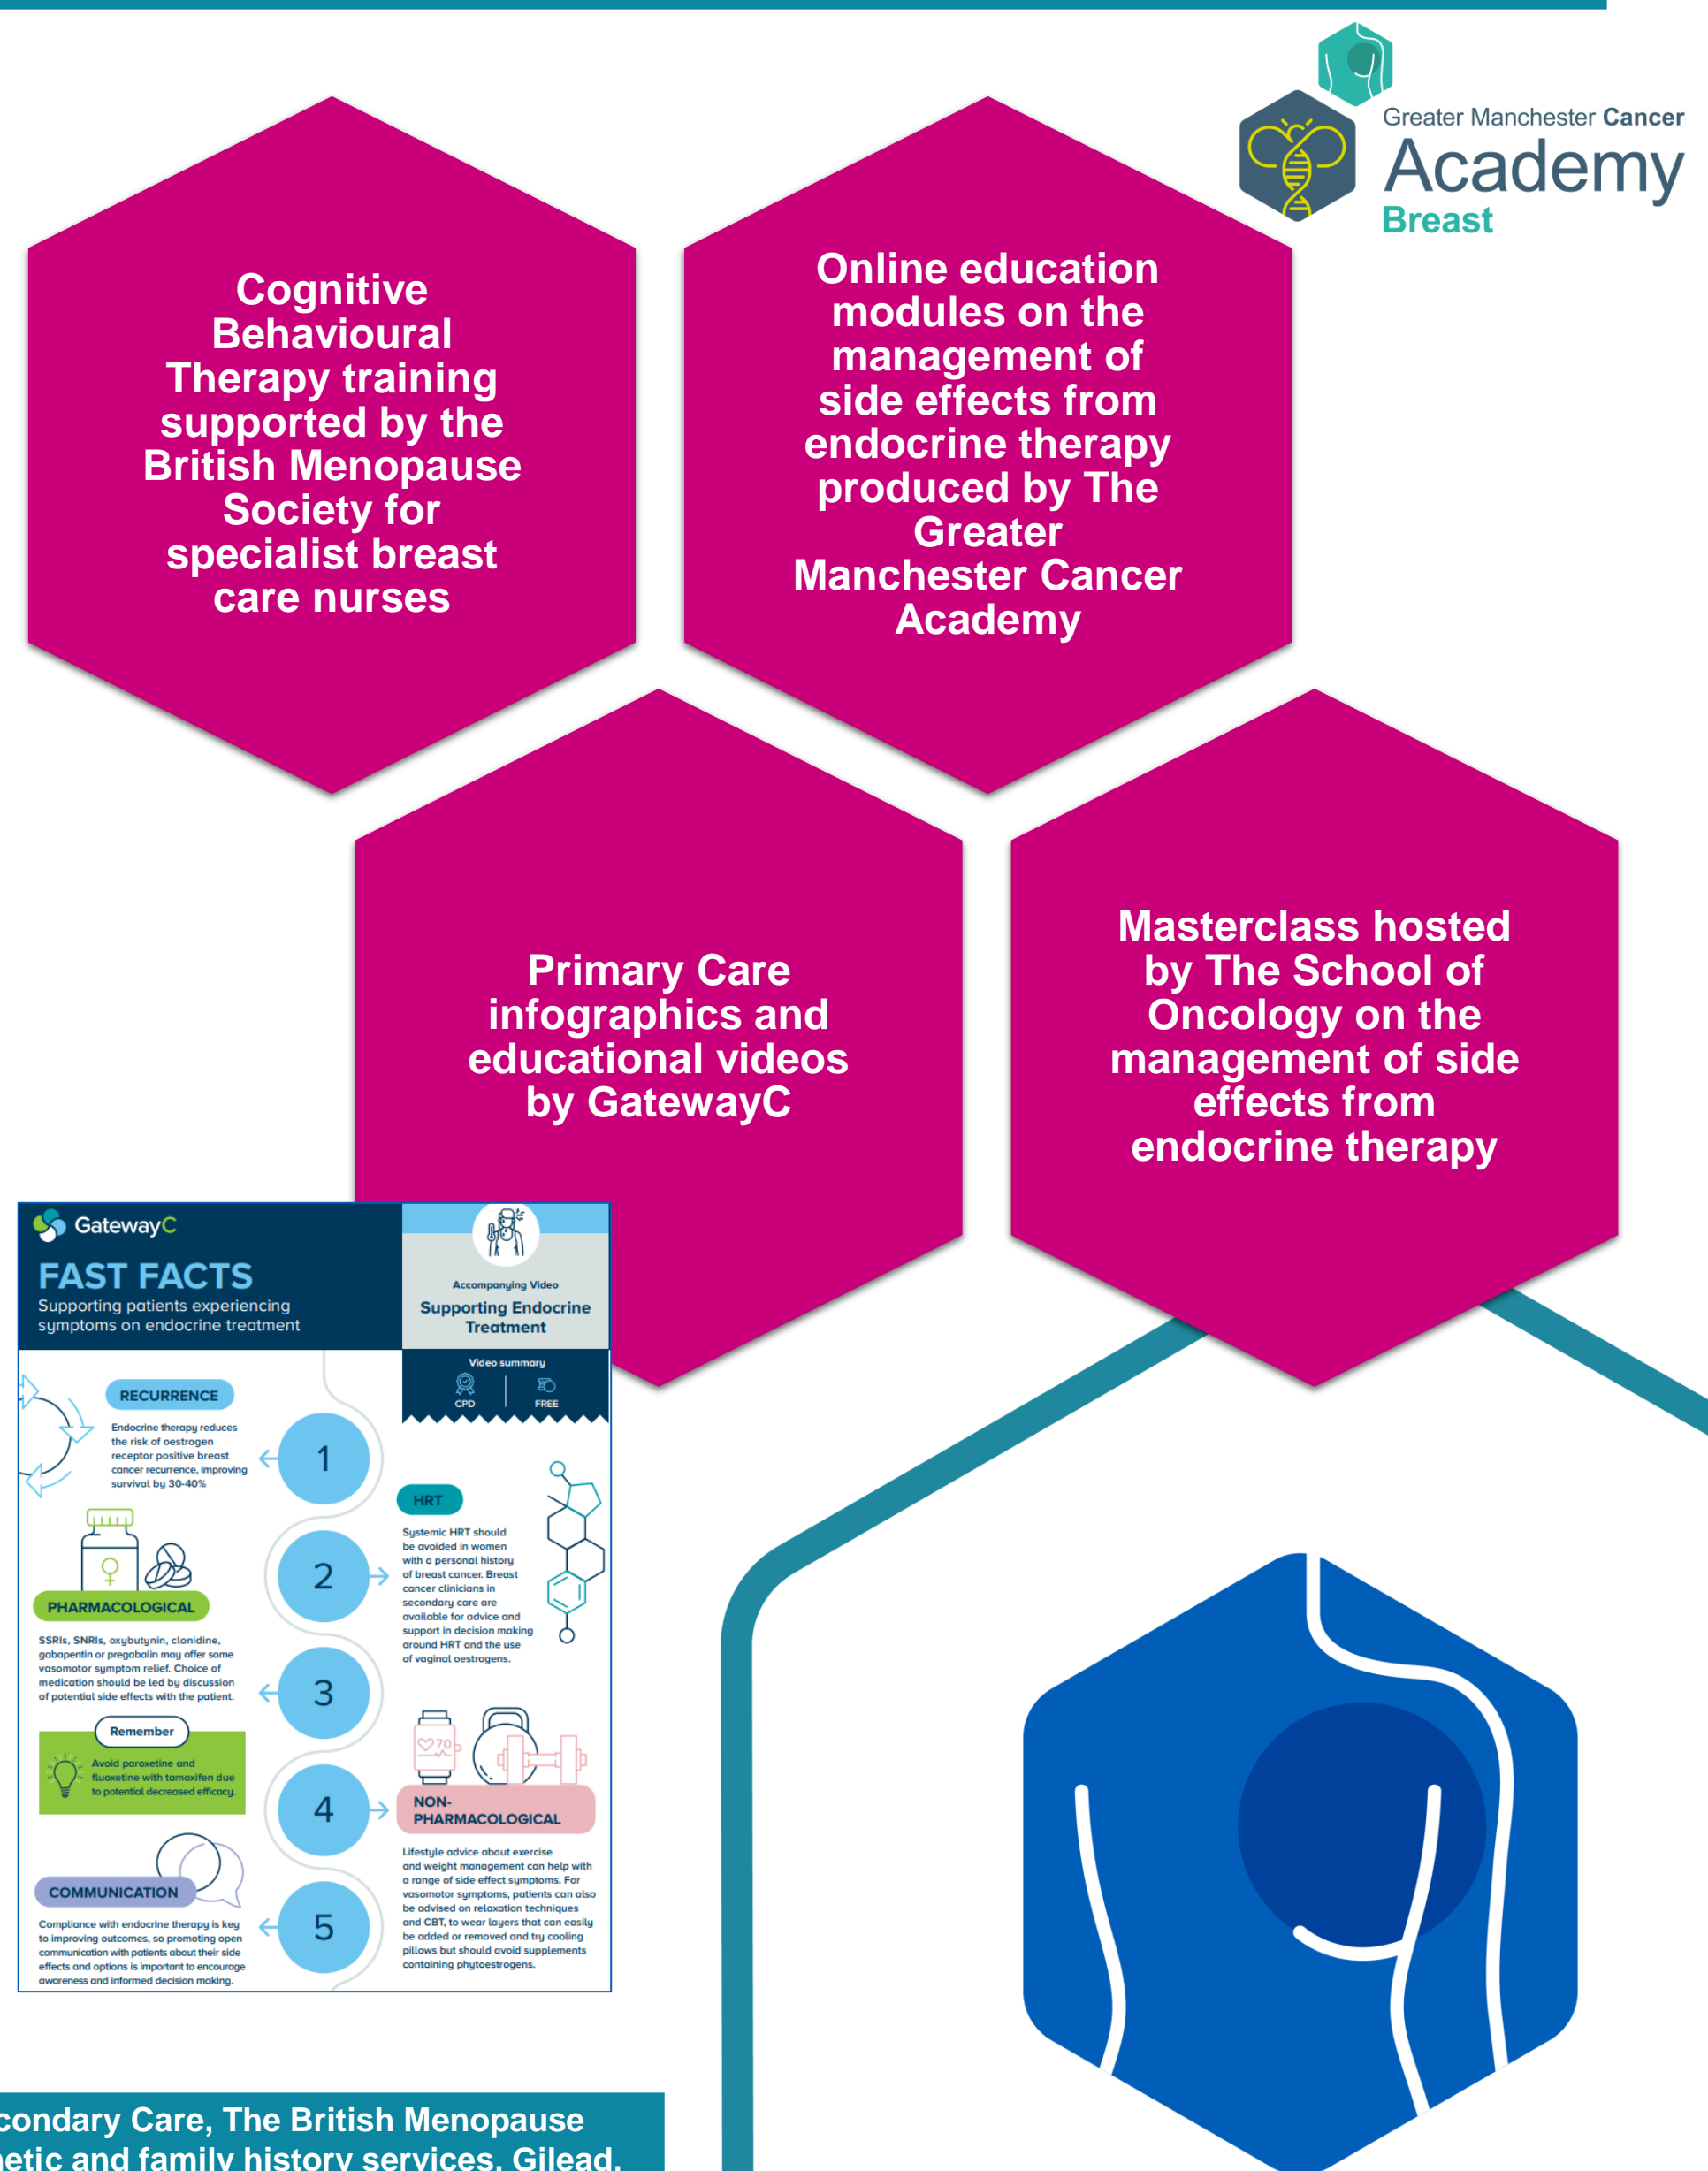 Greater Manchester Cancer
Academy
Breast
Cognitive
Behavioural
Therapy training
supported by the
British Menopause
Society for
specialist breast
care nurses
Online education
modules on the
management of
side effects from
endocrine therapy
produced by The
Greater
Manchester Cancer
Academy
Primary Care
infographics and
educational videos
by GatewayC
Masterclass hosted
by The School of
Oncology on the
management of side
effects from
endocrine therapy
GatewayC
FAST FACTS
Supporting patients experiencing
symptoms on endocrine treatment
Accompanying Video
Supporting Endocrine
Treatment
Video summary
CPD
FREE
RECURRENCE
Endocrine therapy reduces
the risk of oestrogen
receptor positive breast
cancer recurrence, improving
survival by 30-40%
1
HRT
Systemic HRT should
be avoided in women
with a personal history
of breast cancer. Breast
cancer clinicians in
secondary care are
available for advice and
support in decision making
around HRT and the use
of vaginal oestrogens.
2
PHARMACOLOGICAL
SSRIs, SNRIs, oxybutynin, clonidine,
gabapentin or pregabalin may offer some
vasomotor symptom relief. Choice of
medication should be led by discussion
of potential side effects with the patient.
3
Remember
Avoid paroxetine and
fluoxetine with tamoxifen due
to potential decreased efficacy.
70
4
NON-
PHARMACOLOGICAL
Lifestyle advice about exercise
and weight management can help with
a range of side effect symptoms. For
vasomotor symptoms, patients can also
be advised on relaxation techniques
and CBT, to wear layers that can easily
be added or removed and try cooling
pillows but should avoid supplements
containing phytoestrogens.
COMMUNICATION
5
Compliance with endocrine therapy is key
to improving outcomes, so promoting open
communication with patients about their side
effects and options is important to encourage
awareness and informed decision making.
condary Care, The British Menopause
netic and family history services, Gilead,